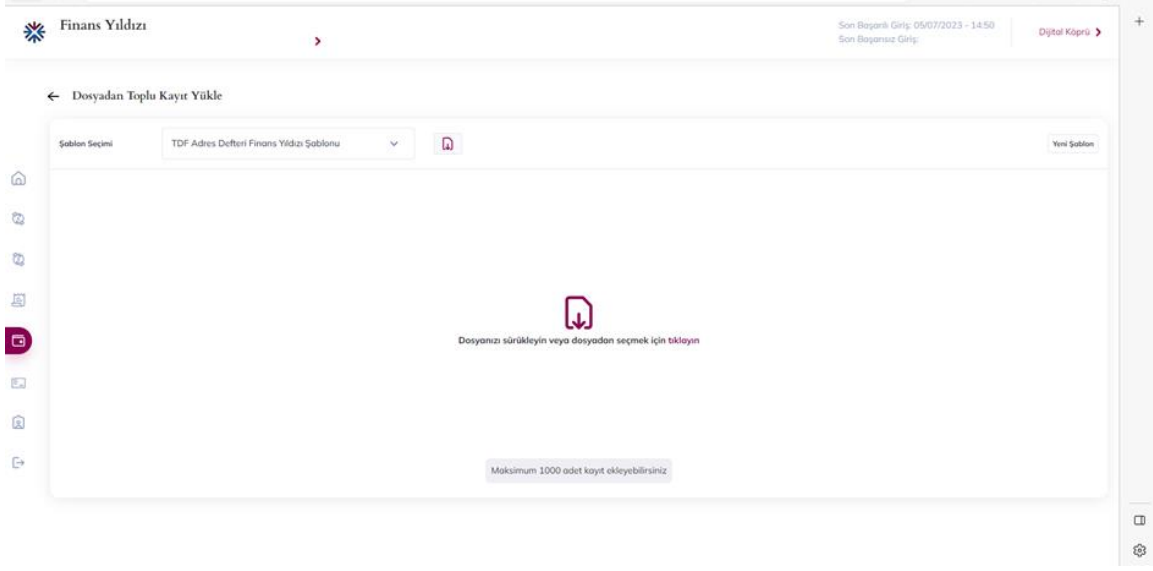 Finans Yıldızı
Son Başarılı Giriş: 05/07/2023 - 14:50
Son Başarısız Giriş:
Dijital Köprü
Dosyadan Toplu Kayıt Yükle
Şablon Seçimi
TDF Adres Defteri Finans Yıldızı Şablonu
Yeni Şablon
Dosyanızı sürükleyin veya dosyadan seçmek için tıklayın
Maksimum 1000 adet kayıt ekleyebilirsiniz